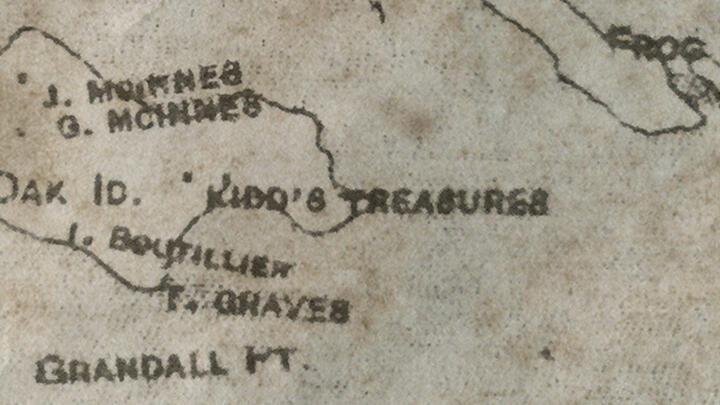 FROG
J. MCINNES
G. MCINNES
OAK ID. KIDD'S TREASURES
I. BOUTILLIER
T. GRAVES
GRANDALL PT.